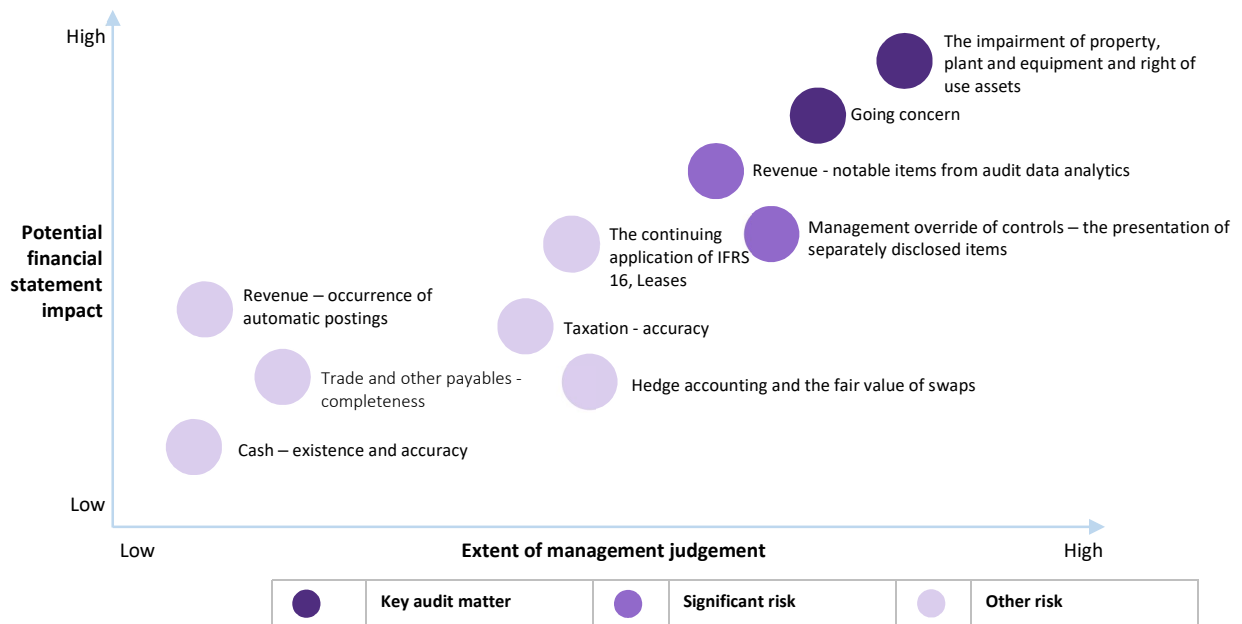 High
The impairment of property,
plant and equipment and right of
use assets
Going concern
Revenue - notable items from audit data analytics
Management override of controls – the presentation of
separately disclosed items
The continuing
application of IFRS
16, Leases
Potential
financial
statement
impact
Revenue – occurrence of
automatic postings
Taxation - accuracy
Trade and other payables -
completeness
Hedge accounting and the fair value of swaps
Cash – existence and accuracy
Low
Low
Extent of management judgement
High
Key audit matter
Significant risk
Other risk